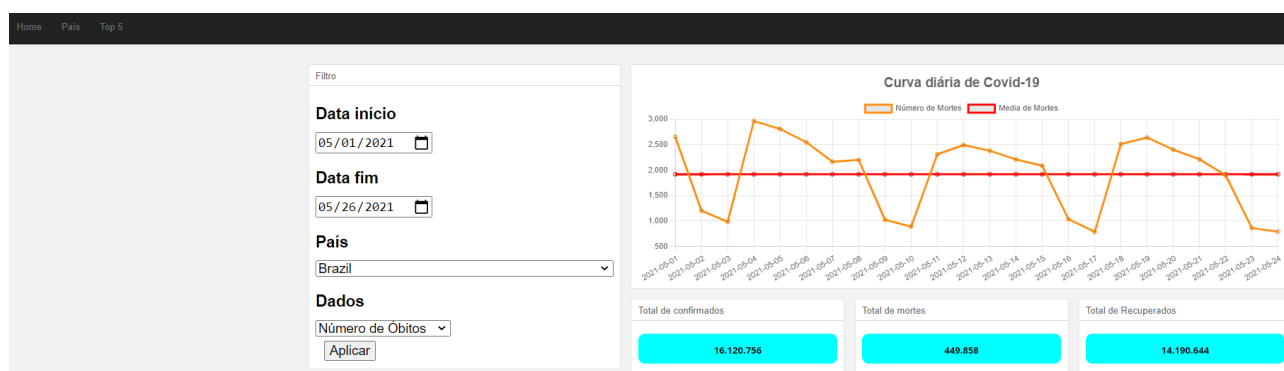 Home País Top 5
Filtro
Data início
05/01/2021
Data fim
05/26/2021
País
Brazil
Dados
Número de Óbitos
Aplicar
Curva diária de Covid-19
Número de Mortes Media de Mortes
3,000
2,500
2,000
1,500
1,000
500
2021-05-01 2021-05-02 2021-05-03 2021-05-04 2021-05-05 2021-05-06 2021-05-07 2021-05-08 2021-05-09 2021-05-10 2021-05-11 2021-05-12 2021-05-13 2021-05-14 2021-05-15 2021-05-16 2021-05-17 2021-05-18 2021-05-19 2021-05-20 2021-05-21 2021-05-22 2021-05-23 2021-05-24
Total de confirmados
16.120.756
Total de mortes
449.858
Total de Recuperados
14.190.644